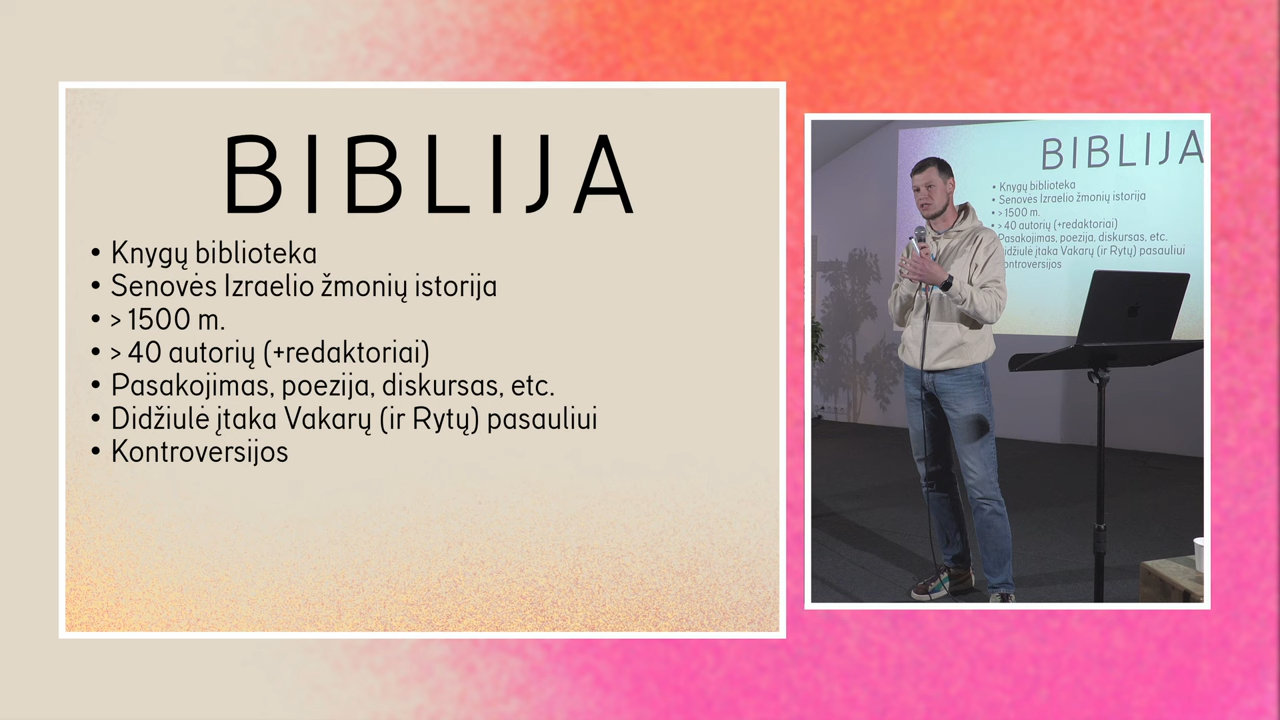 BIBLIJA
• Knygų biblioteka
• Senovės Izraelio žmonių istorija
• > 1500 m.
• > 40 autorių (+redaktoriai)
• Pasakojimas, poezija, diskursas, etc.
• Didžiulė įtaka Vakarų (ir Rytų) pasauliui
• Kontroversijos
BIBLIJA
• Knygų biblioteka
• Senovės Izraelio žmonių istorija
• > 1500 m.
• > 40 autorių (+redaktoriai)
Pasakojimas, poezija, diskursas, etc.
idžiulė įtaka Vakarų (ir Rytų) pasauliui
ontroversijos